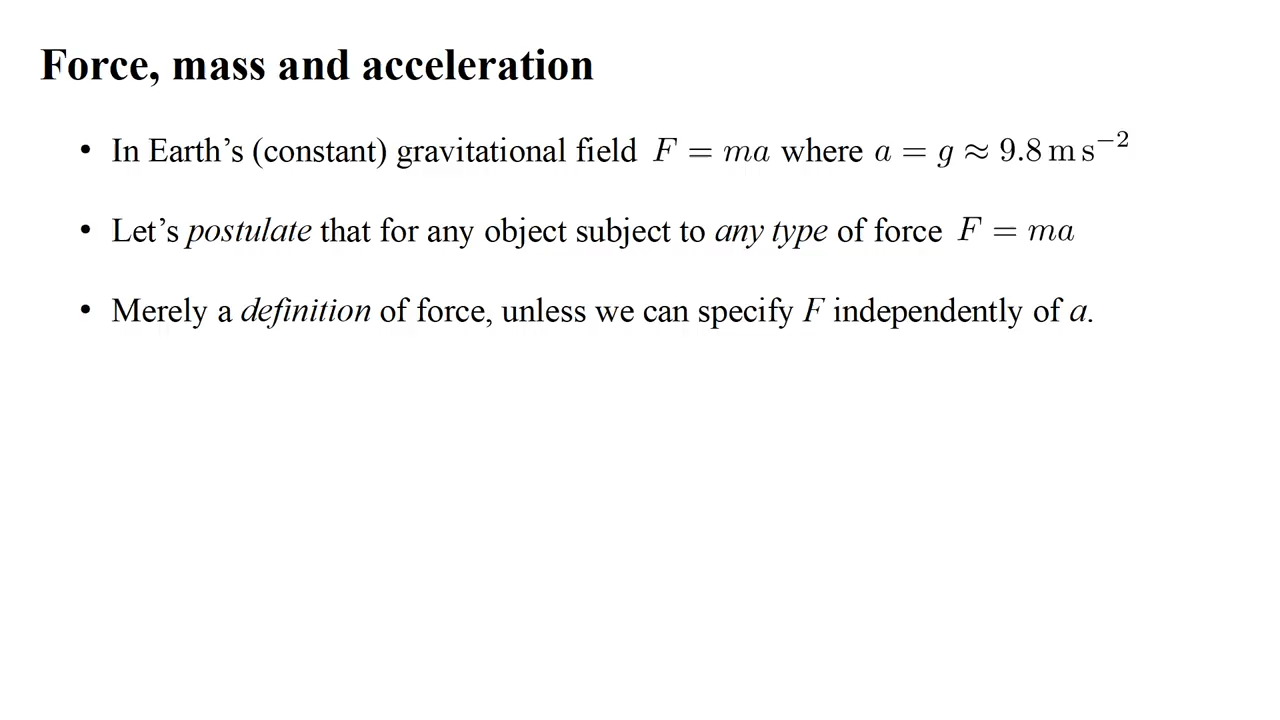 Force, mass and acceleration
• In Earth’s (constant) gravitational field F = ma where a = g ≈ 9.8 m s⁻²
• Let’s postulate that for any object subject to any type of force F = ma
• Merely a definition of force, unless we can specify F independently of a.